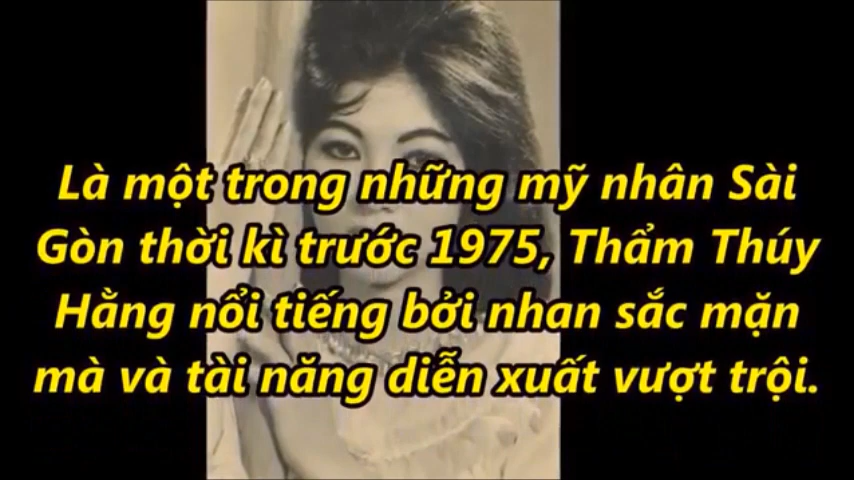 Là một trong những mỹ nhân Sài
Gòn thời kì trước 1975, Thẩm Thúy
Hằng nổi tiếng bởi nhan sắc mặn
mà và tài năng diễn xuất vượt trội.